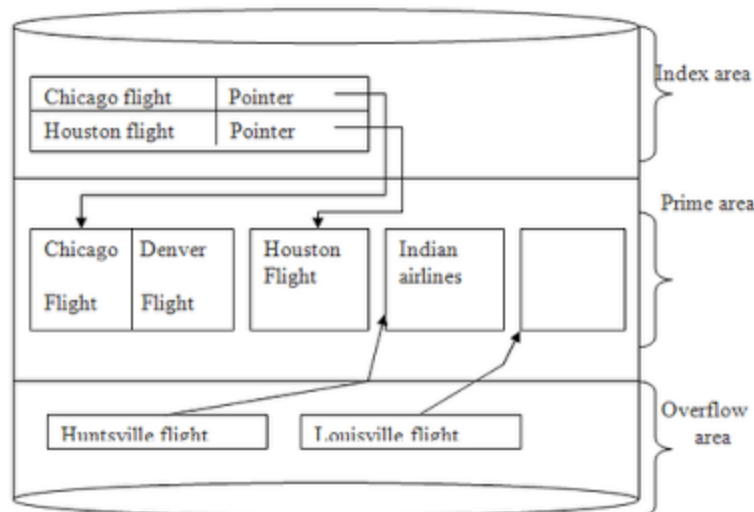 Index area
Chicago flight Pointer
Houston flight Pointer
Prime area
Chicago Denver Houston Indian
Flight airlines
Flight Flight
Overflow
area
Huntsville flight Louisville flight